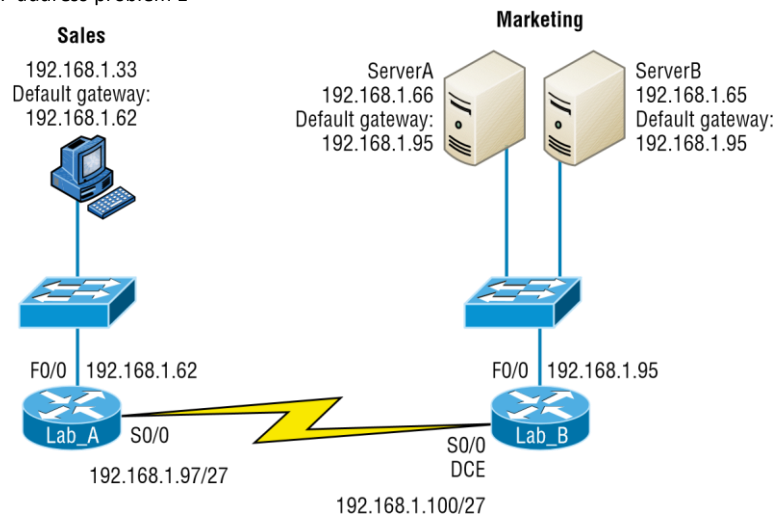 Sales
192.168.1.33
Default gateway:
192.168.1.62
Marketing
ServerA
192.168.1.66
Default gateway:
192.168.1.95
ServerB
192.168.1.65
Default gateway:
192.168.1.95
F0/0 192.168.1.62
Lab_A S0/0
192.168.1.97/27
F0/0 192.168.1.95
Lab_B
S0/0
DCE
192.168.1.100/27